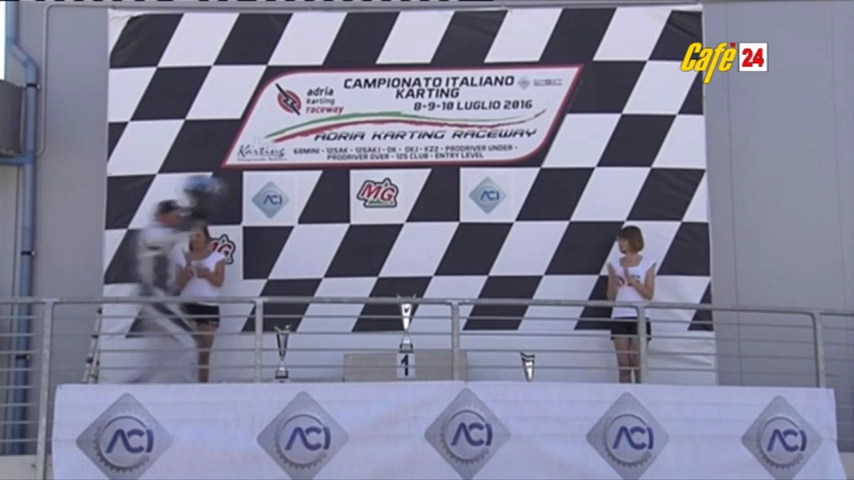 Café 24
CAMPIONATO ITALIANO
KARTING
8-9-10 LUGLIO 2016
adria
karting
raceway
ADRIA KARTING RACEWAY
Karting
60MINI • 125AK • 125AKJ • OK • OKJ • KZ2 • PRODRIVER UNDER •
PRODRIVER OVER • 125 CLUB • ENTRY LEVEL
ACI
MG
ACI
MG
1
ACI
ACI
ACI
ACI
ACI